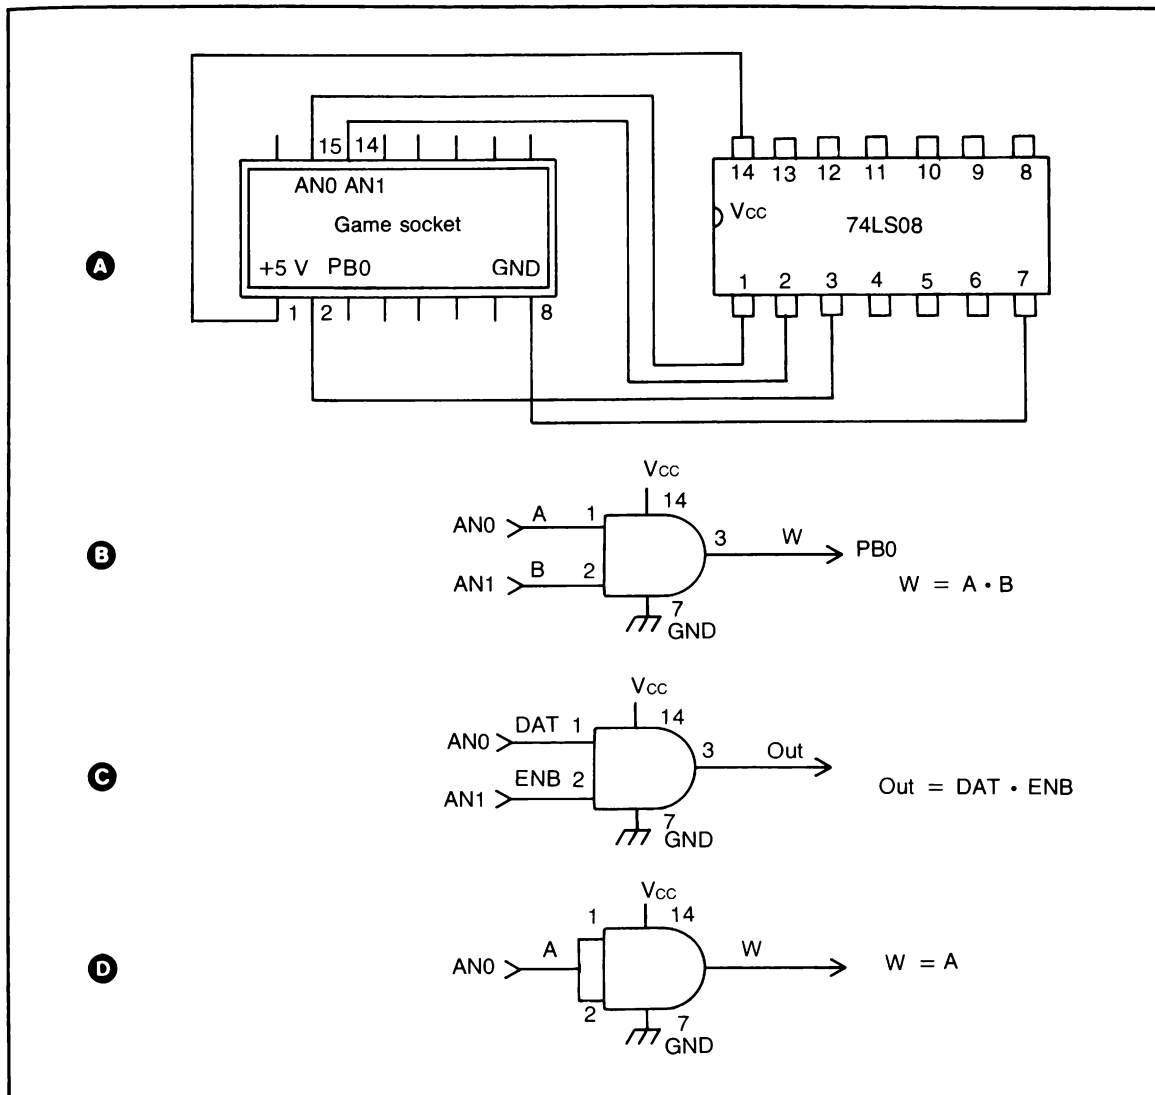 15 14
AN0 AN1
Game socket
+5 V PB0 GND
1 2 8
14 13 12 11 10 9 8
Vcc 74LS08
1 2 3 4 5 6 7
A
Vcc
14
AN0 A 1
3 W PB0
B
AN1 B 2
W = A • B
7
GND
Vcc
14
AN0 DAT 1
3 Out
C
AN1 ENB 2
Out = DAT • ENB
7
GND
Vcc
1 14
A W
D
AN0
W = A
2 7
GND